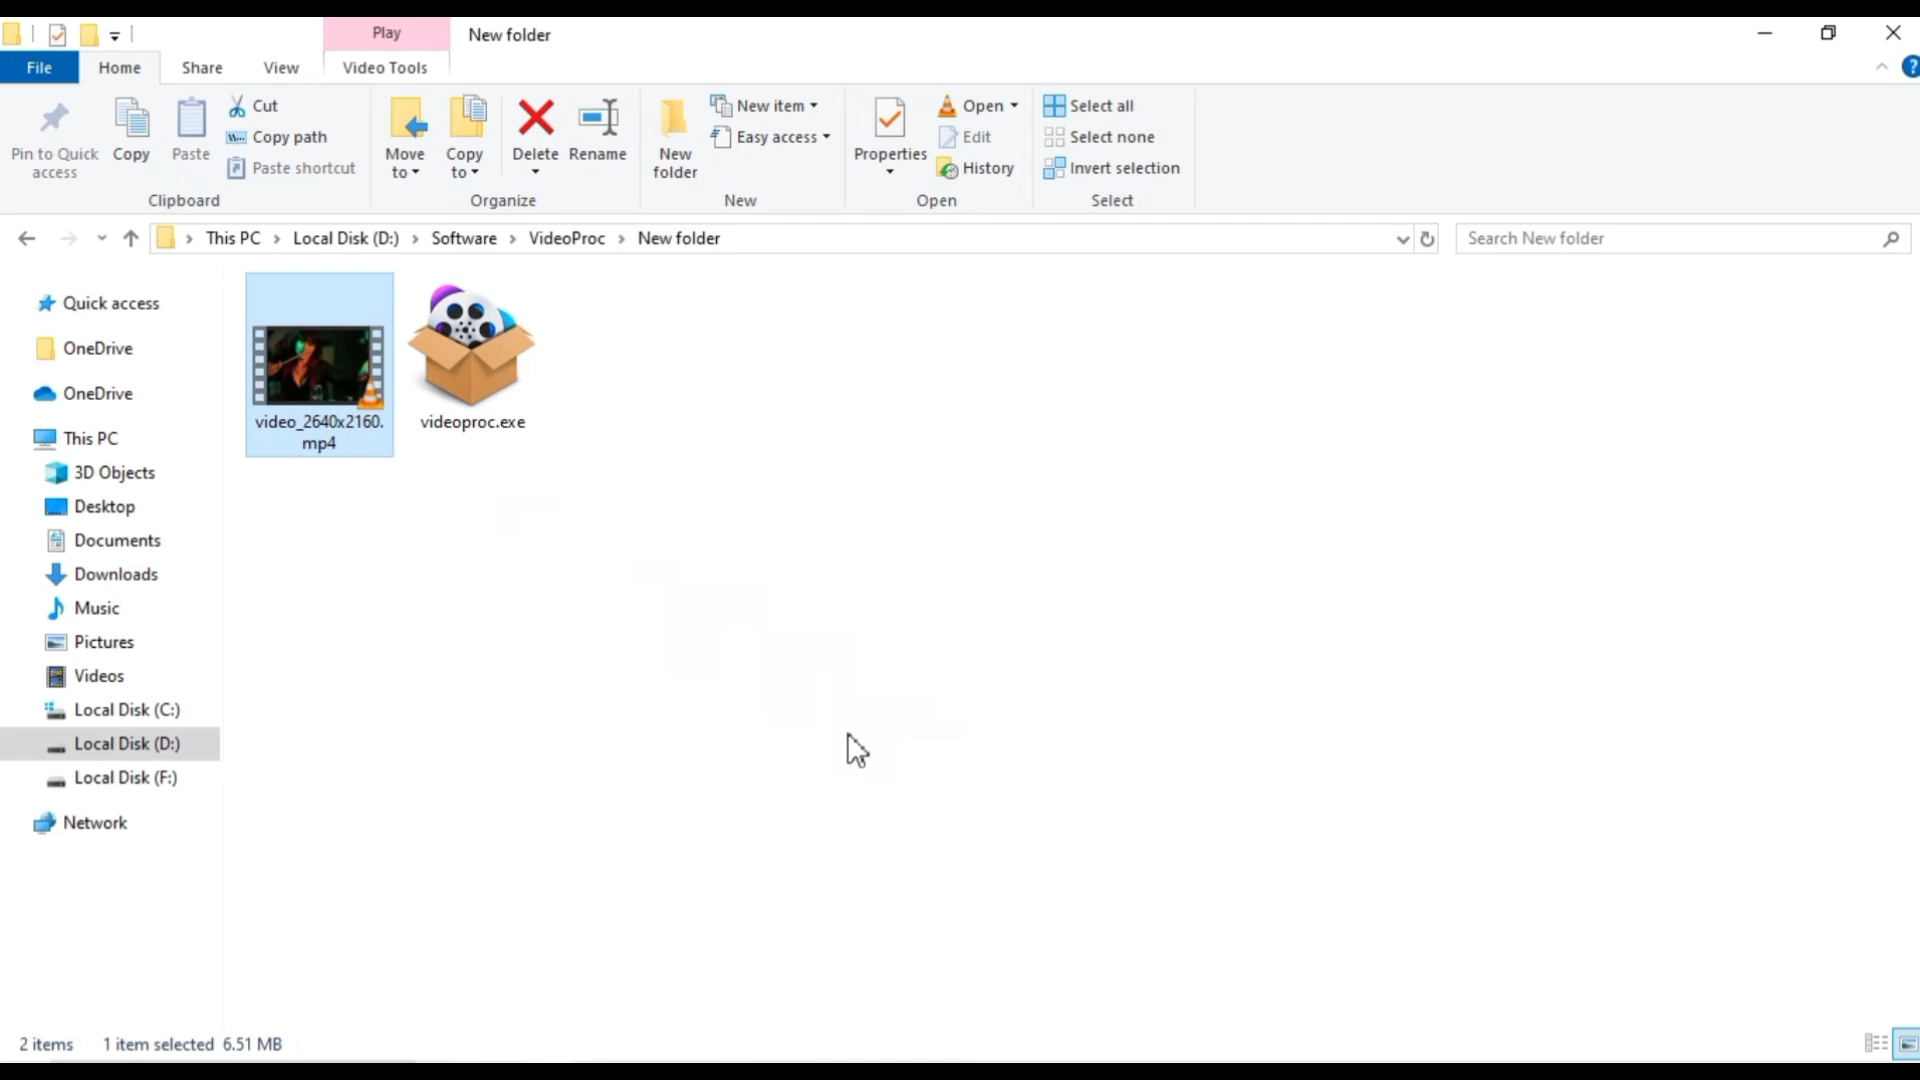 Play
New folder
File
Home
Share
View
Video Tools
Pin to Quick
access
Copy
Paste
Cut
Copy path
Paste shortcut
Clipboard
Move
to
Copy
to
Delete
Rename
Organize
New
folder
New item
Easy access
New
Properties
Open
Edit
History
Open
Select all
Select none
Invert selection
Select
This PC
Local Disk (D:)
Software
VideoProc
New folder
Search New folder
Quick access
OneDrive
OneDrive
This PC
3D Objects
Desktop
Documents
Downloads
Music
Pictures
Videos
Local Disk (C:)
Local Disk (D:)
Local Disk (F:)
Network
video_2640x2160.
mp4
videoproc.exe
2 items
1 item selected 6.51 MB